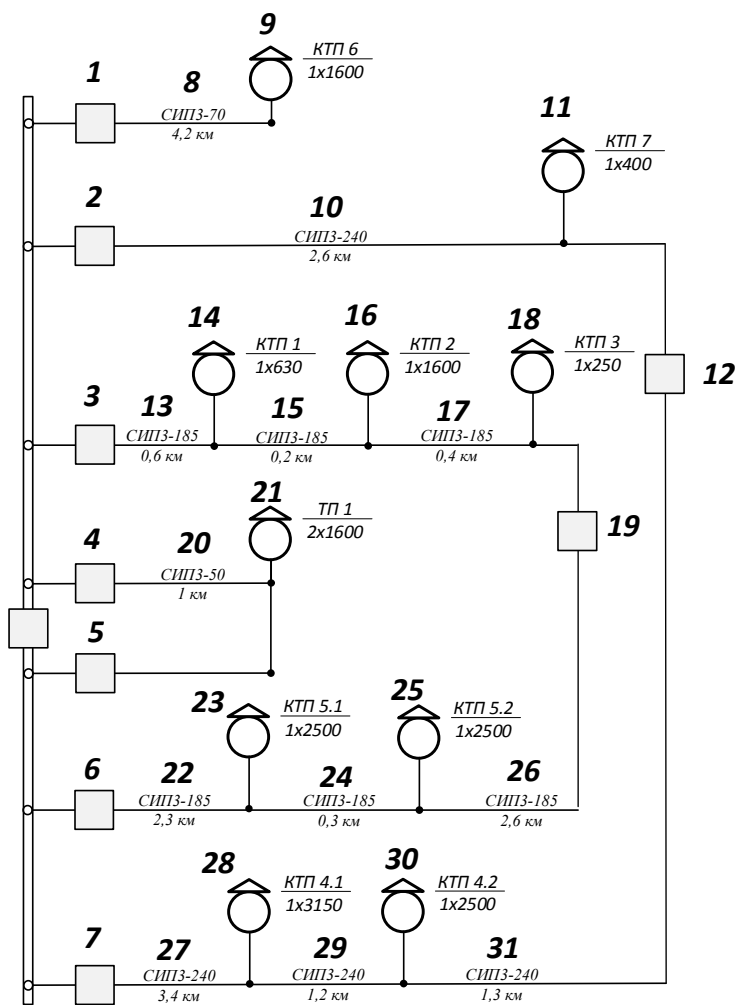 9
КТП 6
1x1600
1
8
СИП3-70
4,2 км
11
КТП 7
1x400
2
10
СИП3-240
2,6 км
14
КТП 1
1x630
16
КТП 2
1x1600
18
КТП 3
1x250
12
3
13
СИП3-185
0,6 км
15
СИП3-185
0,2 км
17
СИП3-185
0,4 км
21
ТП 1
2x1600
19
4
20
СИП3-50
1 км
5
23
КТП 5.1
1x2500
25
КТП 5.2
1x2500
6
22
СИП3-185
2,3 км
24
СИП3-185
0,3 км
26
СИП3-185
2,6 км
28
КТП 4.1
1x3150
30
КТП 4.2
1x2500
7
27
СИП3-240
3,4 км
29
СИП3-240
1,2 км
31
СИП3-240
1,3 км